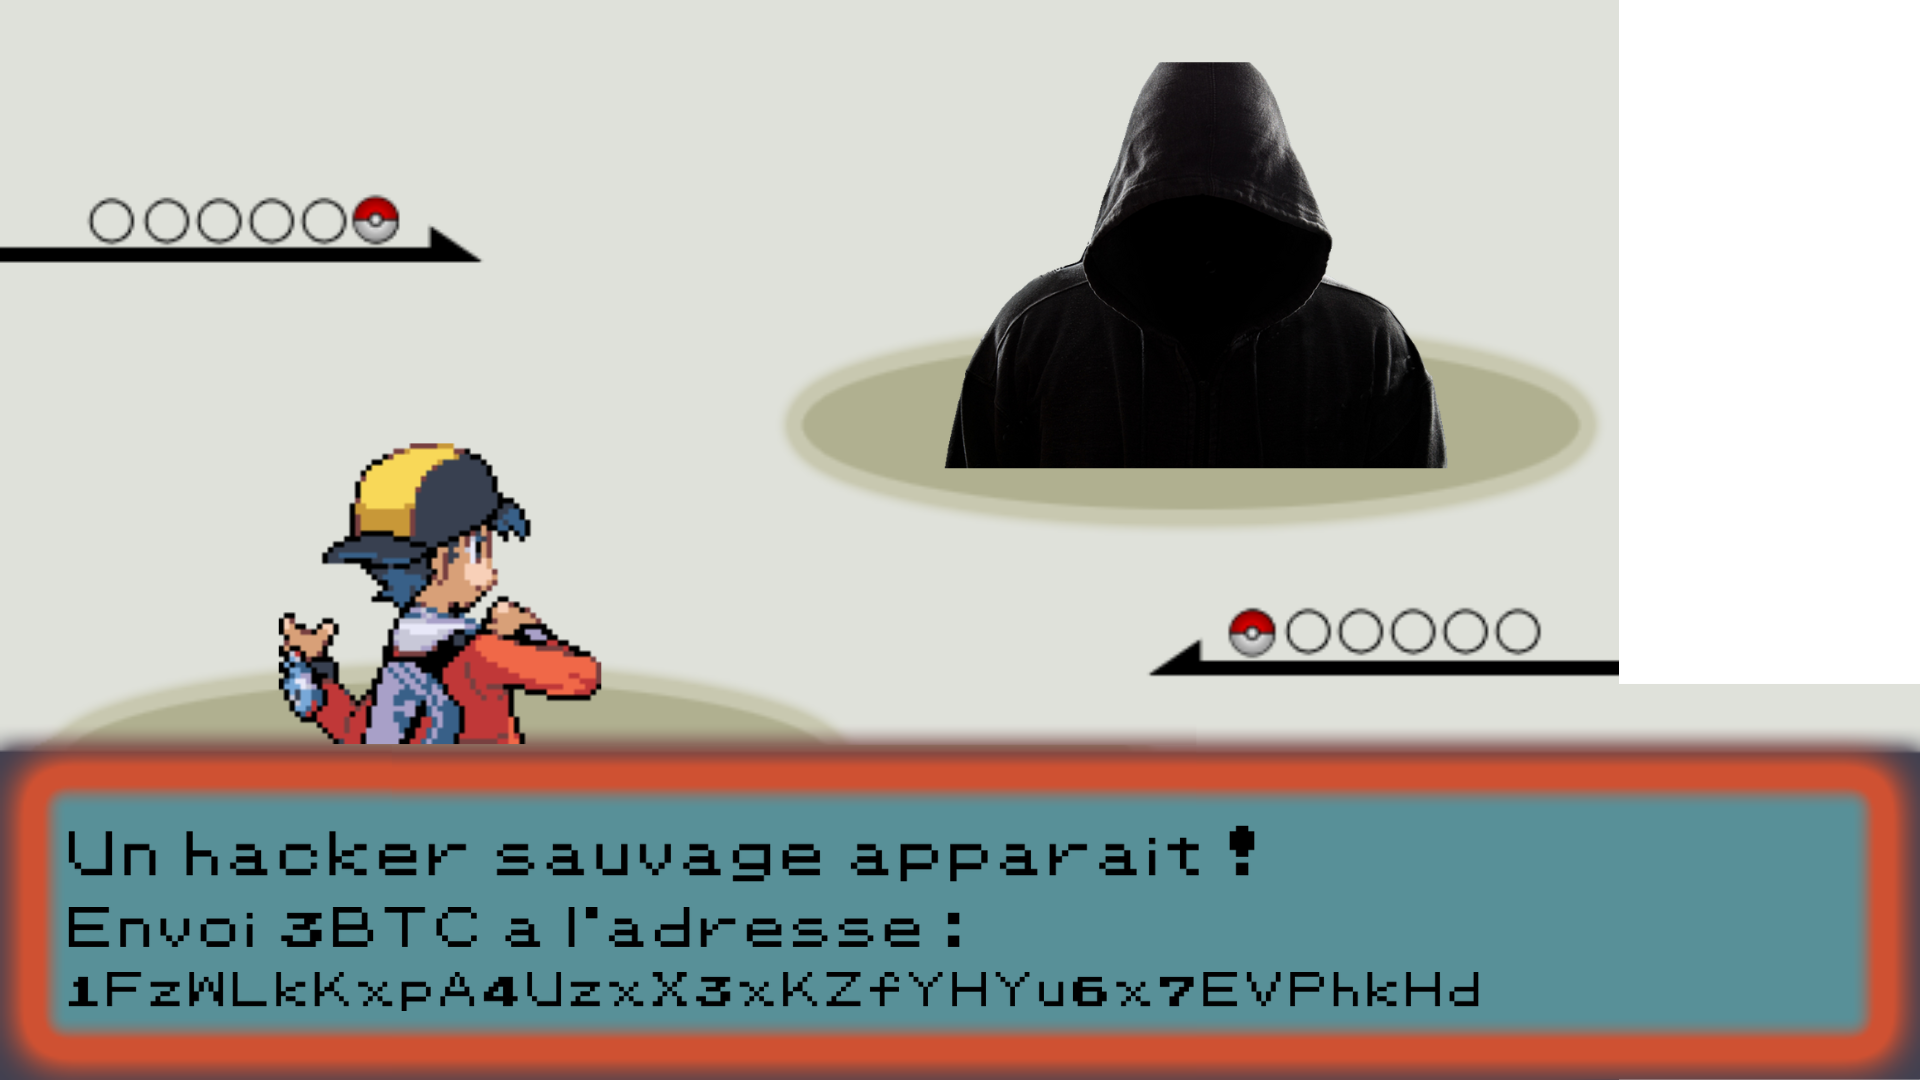 Un hacker sauvage apparait !
Envoi 3BTC a l'adresse :
1FzWLkKxpA4UzxX3xKZfYHYu6x7EVPhkHd